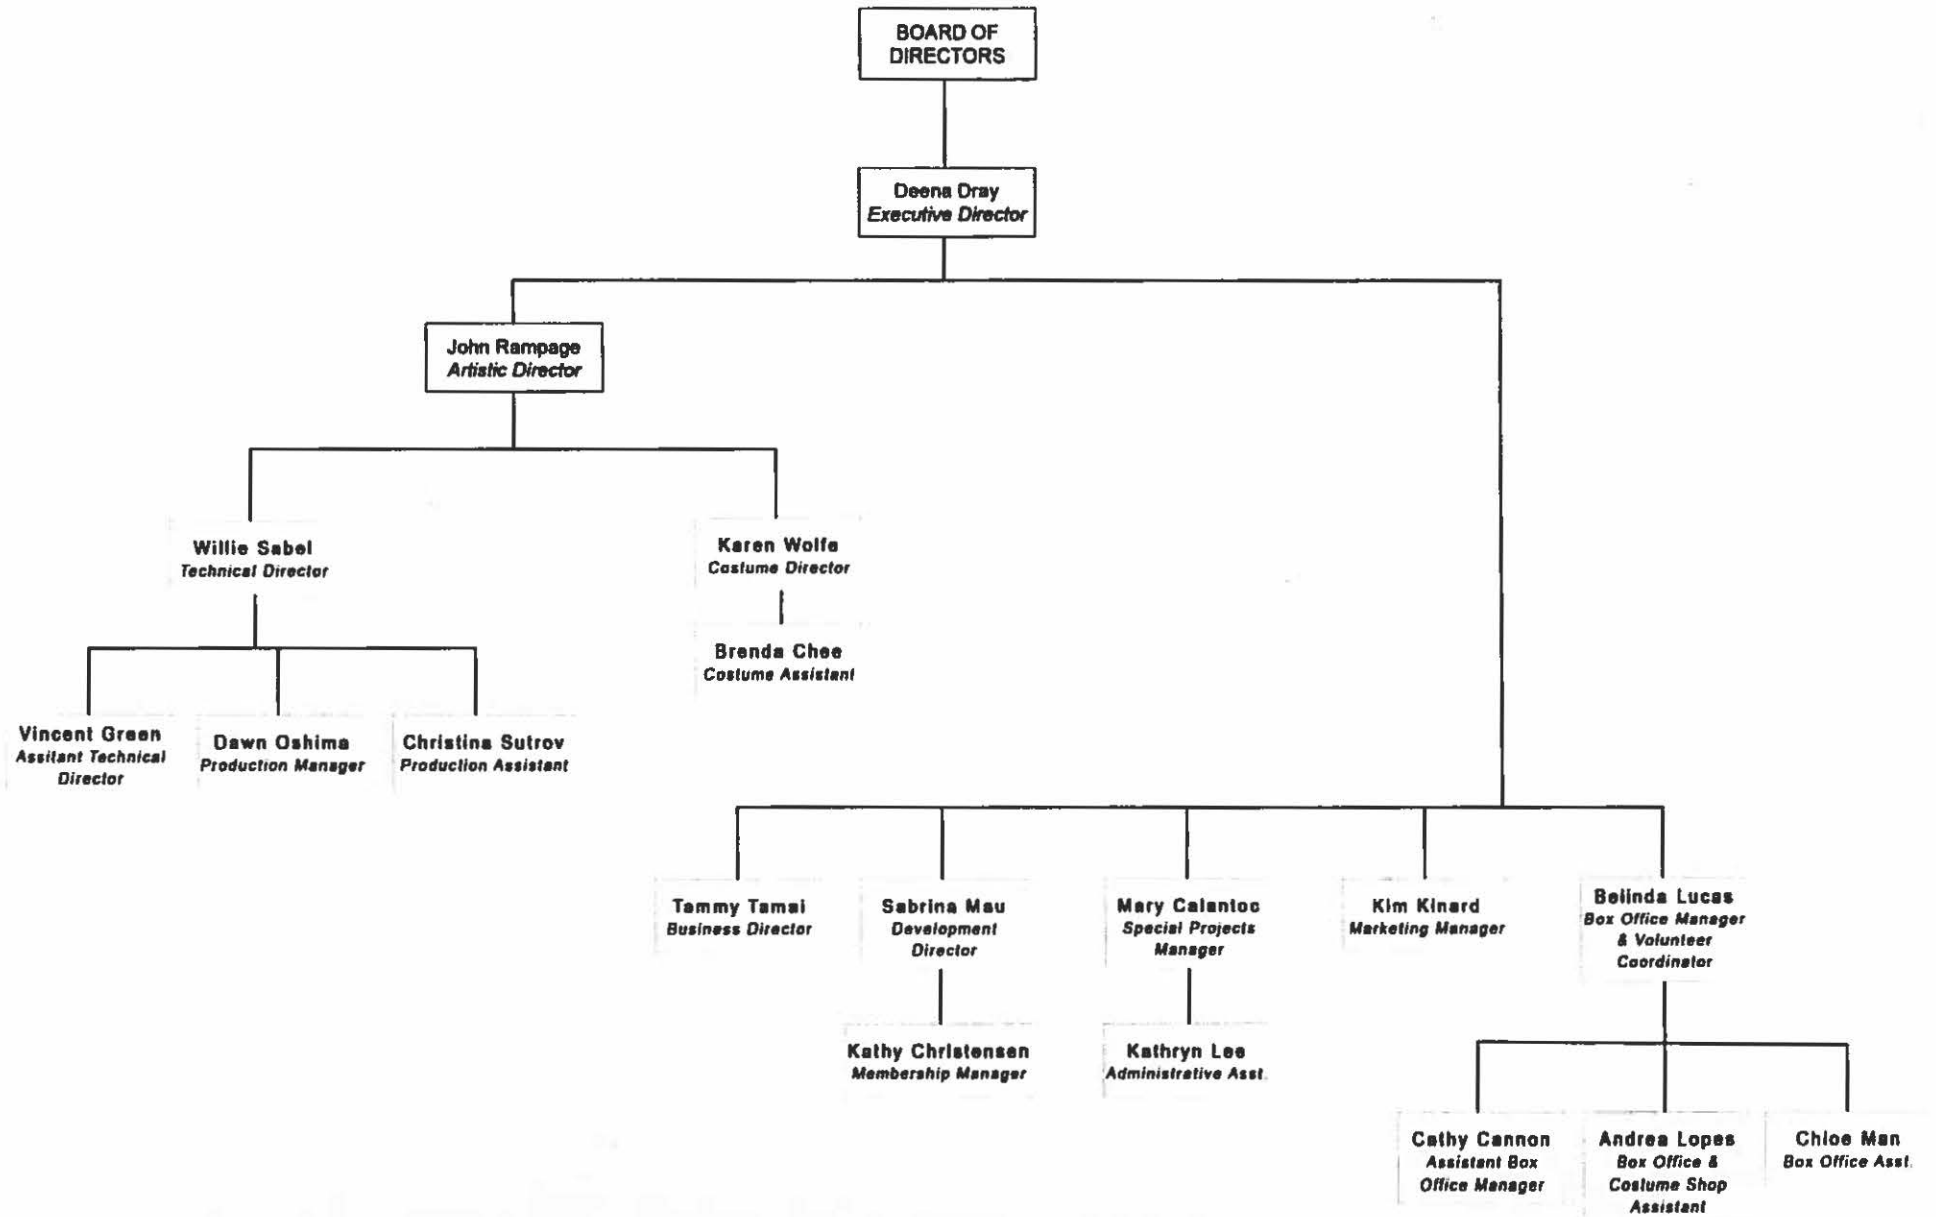 BOARD OF
DIRECTORS
Deena Dray
Executive Director
John Rampage
Artistic Director
Willie Sabel
Technical Director
Karen Wolfe
Costume Director
Brenda Chee
Costume Assistant
Vincent Green
Assitant Technical
Director
Dawn Oshima
Production Manager
Christina Sutrov
Production Assistant
Tammy Tamai
Business Director
Sabrina Mau
Development
Director
Mary Calantoc
Special Projects
Manager
Kim Kinard
Marketing Manager
Belinda Lucas
Box Office Manager
& Volunteer
Coordinator
Kathy Christensen
Membership Manager
Kathryn Lee
Administrative Asst.
Cathy Cannon
Assistant Box
Office Manager
Andrea Lopes
Box Office &
Costume Shop
Assistant
Chloe Man
Box Office Asst.